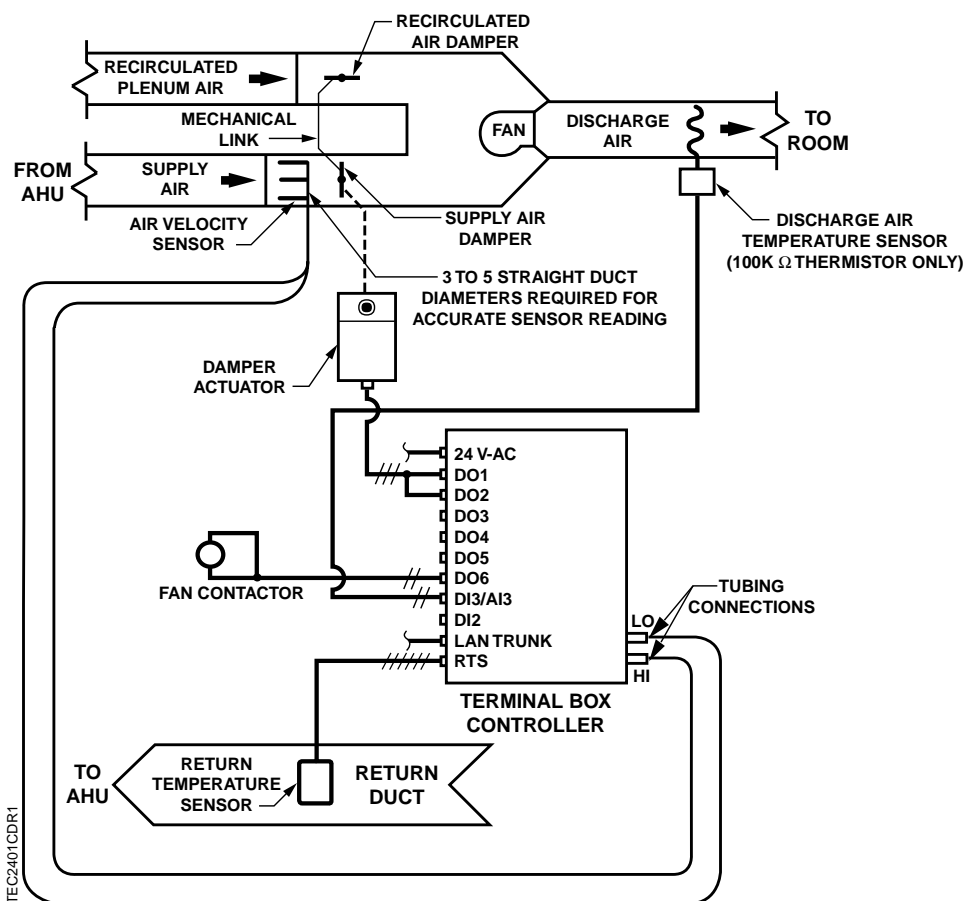 RECIRCULATED
AIR DAMPER
RECIRCULATED
PLENUM AIR
MECHANICAL
LINK
FAN
DISCHARGE
AIR
TO
ROOM
FROM
AHU
SUPPLY
AIR
AIR VELOCITY
SENSOR
SUPPLY AIR
DAMPER
DISCHARGE AIR
TEMPERATURE SENSOR
(100K Ω THERMISTOR ONLY)
3 TO 5 STRAIGHT DUCT
DIAMETERS REQUIRED FOR
ACCURATE SENSOR READING
DAMPER
ACTUATOR
24 V-AC
DO1
DO2
DO3
DO4
DO5
DO6
DI3/AI3
DI2
LAN TRUNK
RTS
FAN CONTACTOR
TUBING
CONNECTIONS
LO
HI
TERMINAL BOX
CONTROLLER
TO
AHU
RETURN
TEMPERATURE
SENSOR
RETURN
DUCT
TEC2401CDR1